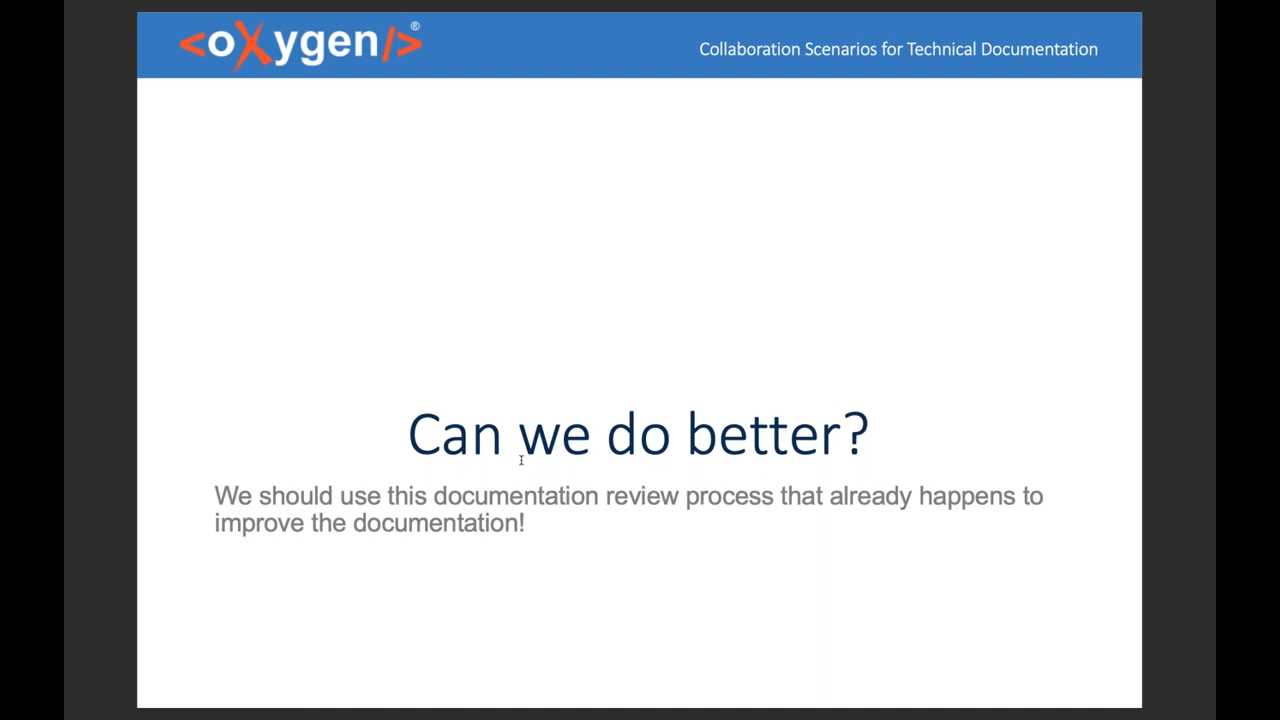 <oXygen/>®
Collaboration Scenarios for Technical Documentation
Can we do better?
We should use this documentation review process that already happens to
improve the documentation!